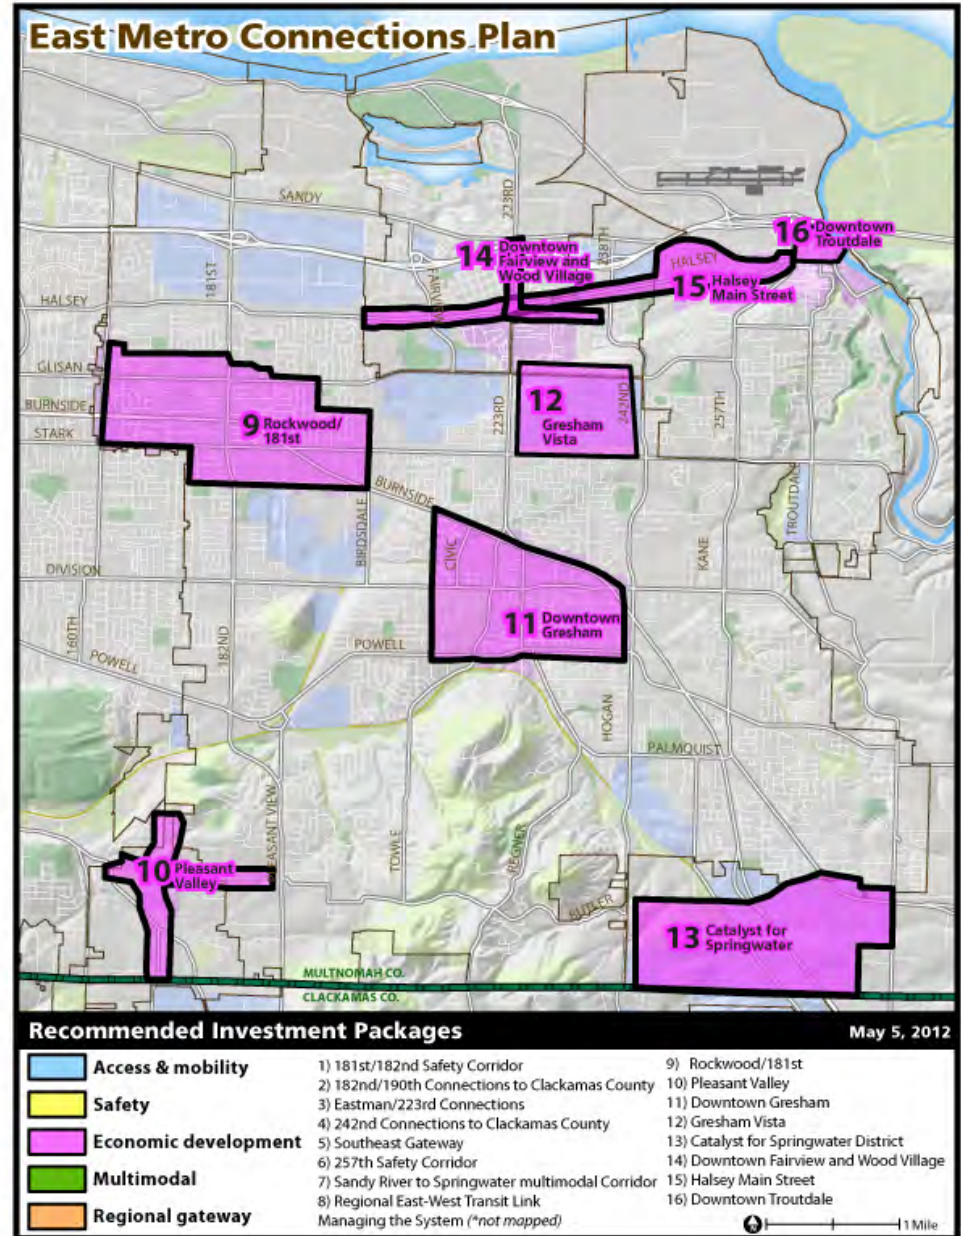 East Metro Connections Plan
SANDY
223RD
238TH
16 Downtown
Troutdale
14 Downtown
Fairview and
Wood Village
HALSEY
15 Halsey
Main Street
181ST
HALSEY
GLISAN
BURNSIDE
STARK
9 Rockwood/
181st
223RD
12
Gresham
Vista
242ND
257TH
BURNSIDE
BIRDSDALE
CIVIC
KANE
TROUTDALE
DIVISION
11 Downtown
Gresham
160TH
182ND
POWELL
POWELL
HOGAN
PALMQUIST
TOWLE
REGNER
10 Pleasant
Valley
BUTLER
13 Catalyst for
Springwater
MULTNOMAH CO.
CLACKAMAS CO.
Recommended Investment Packages
May 5, 2012
Access & mobility
Safety
Economic development
Multimodal
Regional gateway
1) 181st/182nd Safety Corridor
2) 182nd/190th Connections to Clackamas County
3) Eastman/223rd Connections
4) 242nd Connections to Clackamas County
5) Southeast Gateway
6) 257th Safety Corridor
7) Sandy River to Springwater multimodal Corridor
8) Regional East-West Transit Link
Managing the System (*not mapped)
9) Rockwood/181st
10) Pleasant Valley
11) Downtown Gresham
12) Gresham Vista
13) Catalyst for Springwater District
14) Downtown Fairview and Wood Village
15) Halsey Main Street
16) Downtown Troutdale
1 Mile